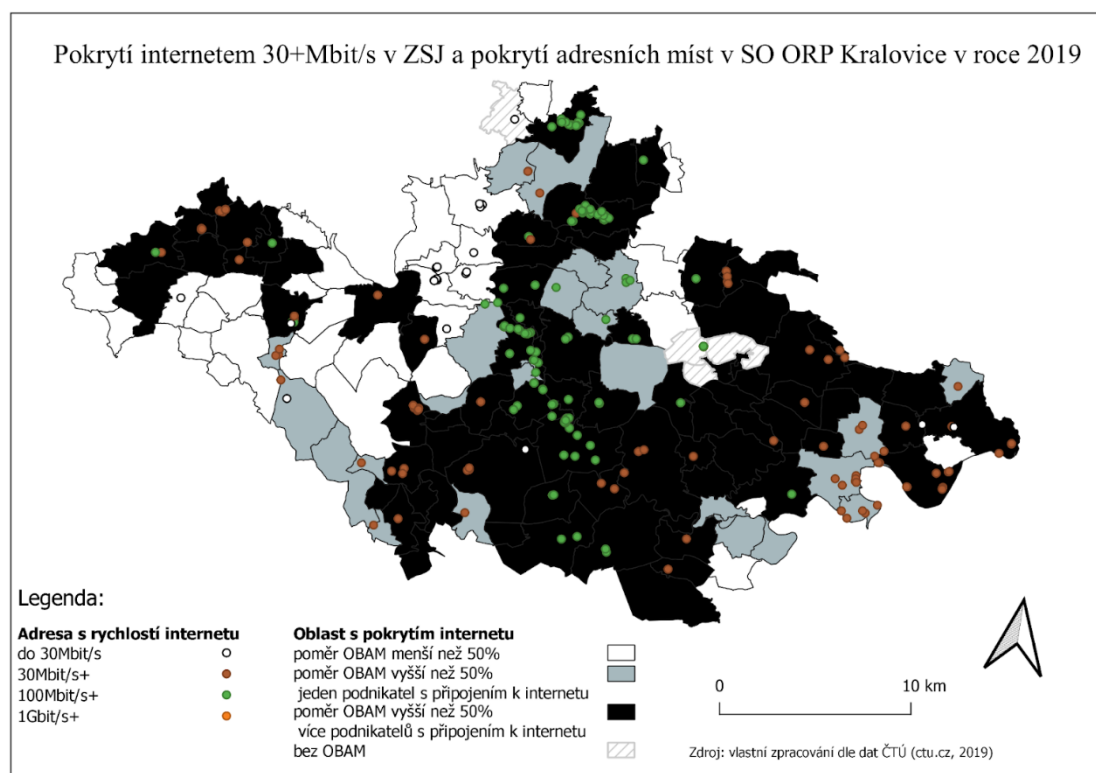 Pokrytí internetem 30+Mbit/s v ZSJ a pokrytí adresních míst v SO ORP Kralovice v roce 2019
Legenda:
Adresa s rychlostí internetu
do 30Mbit/s
30Mbit/s+
100Mbit/s+
1Gbit/s+
Oblast s pokrytím internetu
poměr OBAM menší než 50%
poměr OBAM vyšší než 50%
jeden podnikatel s připojením k internetu
poměr OBAM vyšší než 50%
více podnikatelů s připojením k internetu
bez OBAM
0 10 km
Zdroj: vlastní zpracování dle dat ČTÚ (ctu.cz, 2019)